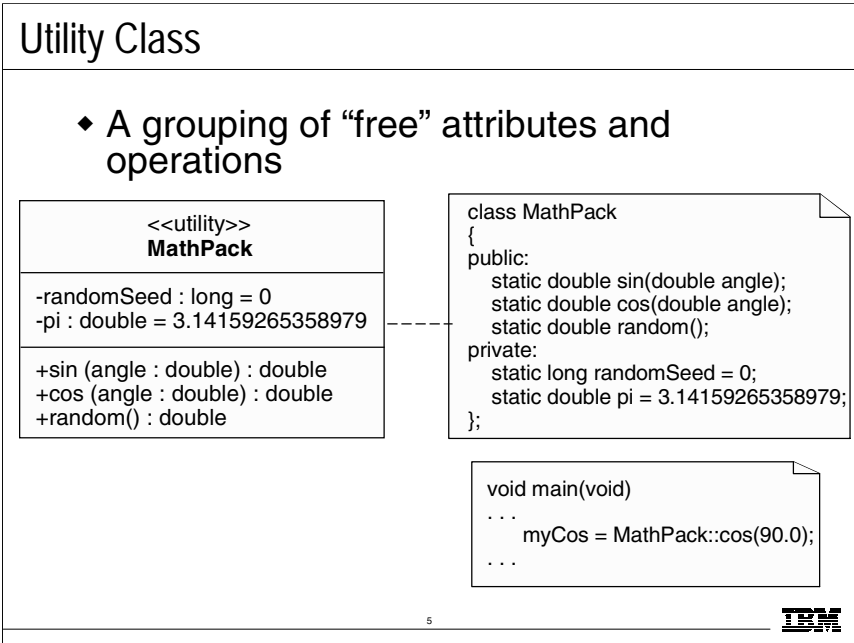 Utility Class
◆ A grouping of “free” attributes and
operations
<<utility>>
MathPack
-randomSeed : long = 0
-pi : double = 3.14159265358979
+sin (angle : double) : double
+cos (angle : double) : double
+random() : double
class MathPack
{
public:
static double sin(double angle);
static double cos(double angle);
static double random();
private:
static long randomSeed = 0;
static double pi = 3.14159265358979;
};
void main(void)
. . .
myCos = MathPack::cos(90.0);
. . .
5
IBM